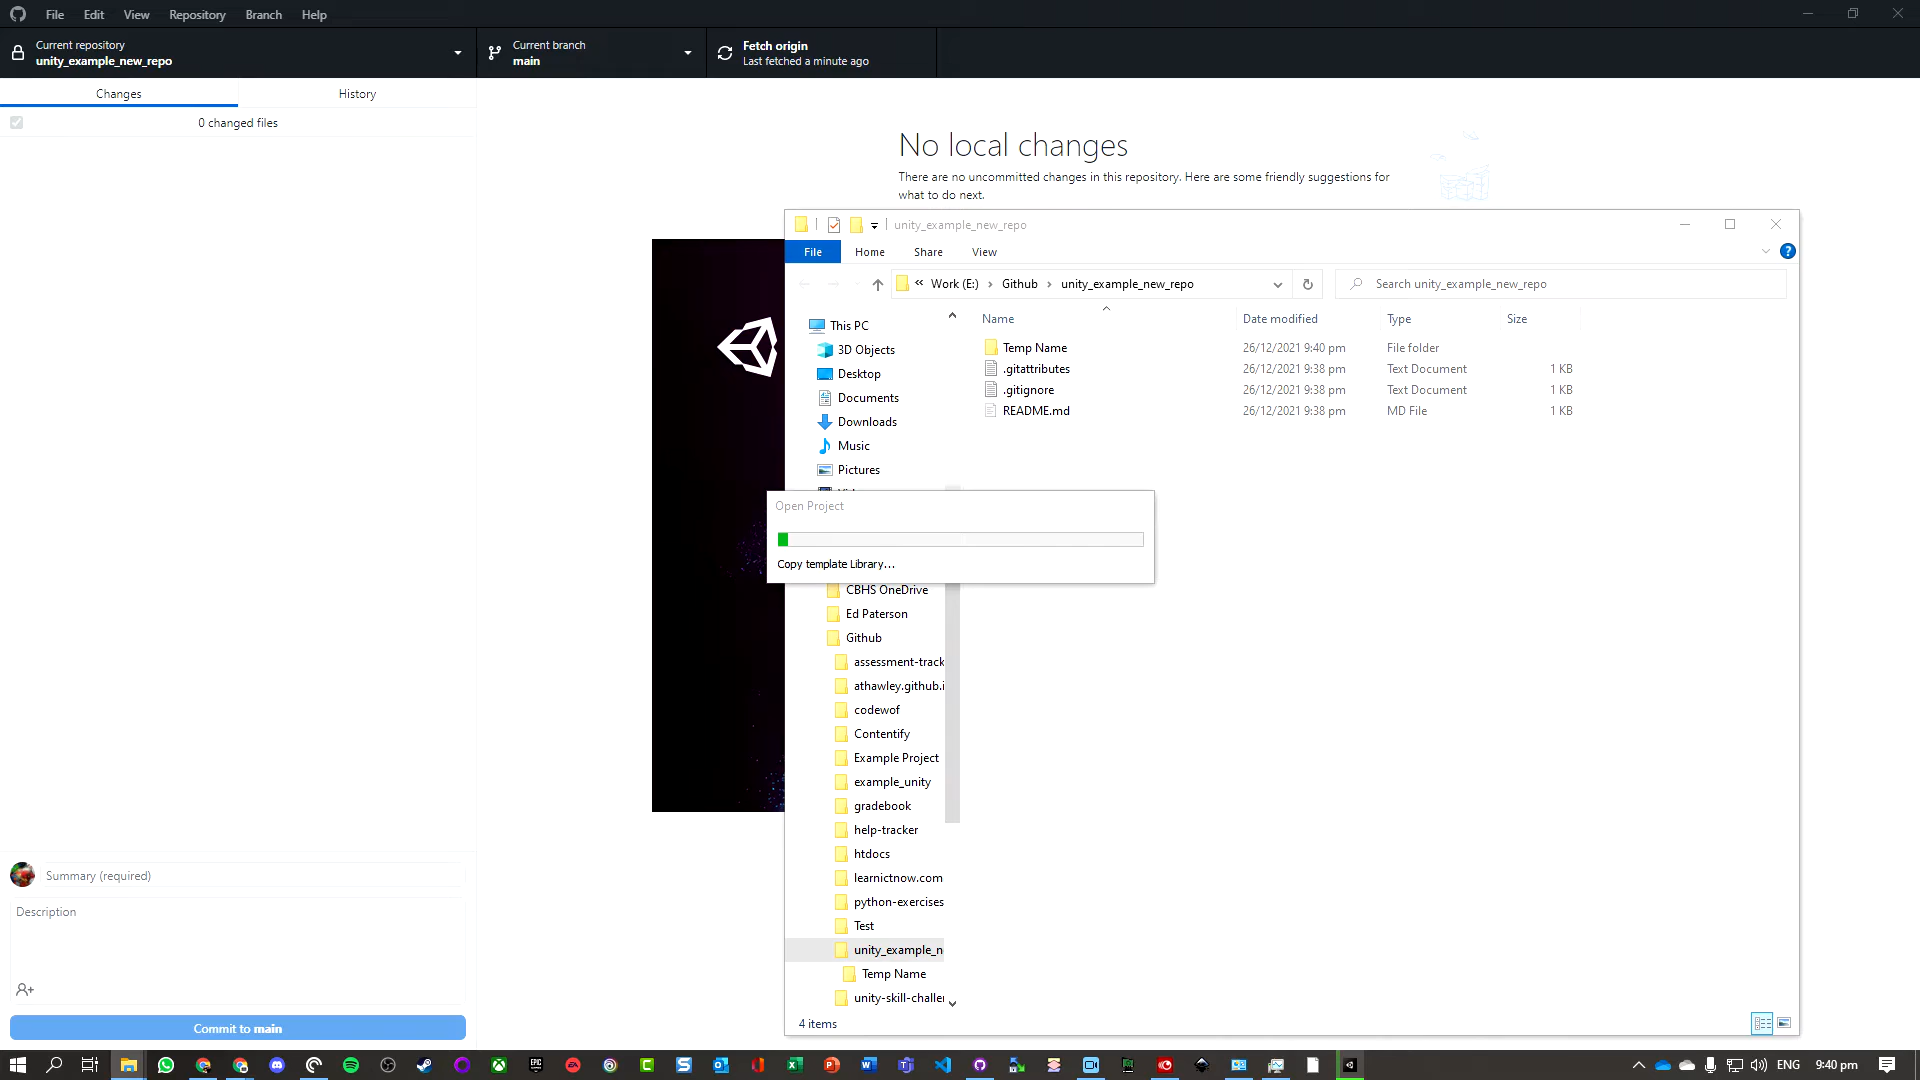 File Edit View Repository Branch Help
Current repository
unity_example_new_repo
Current branch
main
Fetch origin
Last fetched a minute ago
Changes
History
0 changed files
No local changes
There are no uncommitted changes in this repository. Here are some friendly suggestions for
what to do next.
unity_example_new_repo
File Home Share View
« Work (E:) › Github › unity_example_new_repo
Search unity_example_new_repo
Name Date modified Type Size
Temp Name 26/12/2021 9:40 pm File folder
.gitattributes 26/12/2021 9:38 pm Text Document 1 KB
.gitignore 26/12/2021 9:38 pm Text Document 1 KB
README.md 26/12/2021 9:38 pm MD File 1 KB
This PC
3D Objects
Desktop
Documents
Downloads
Music
Pictures
Open Project
Copy template Library...
CBHS OneDrive
Ed Paterson
Github
assessment-track
athawley.github.i
codewof
Contentify
Example Project
example_unity
gradebook
help-tracker
htdocs
learnictnow.com
python-exercises
Test
unity_example_n
Temp Name
unity-skill-challer
4 items
Summary (required)
Description
Commit to main
ENG 9:40 pm